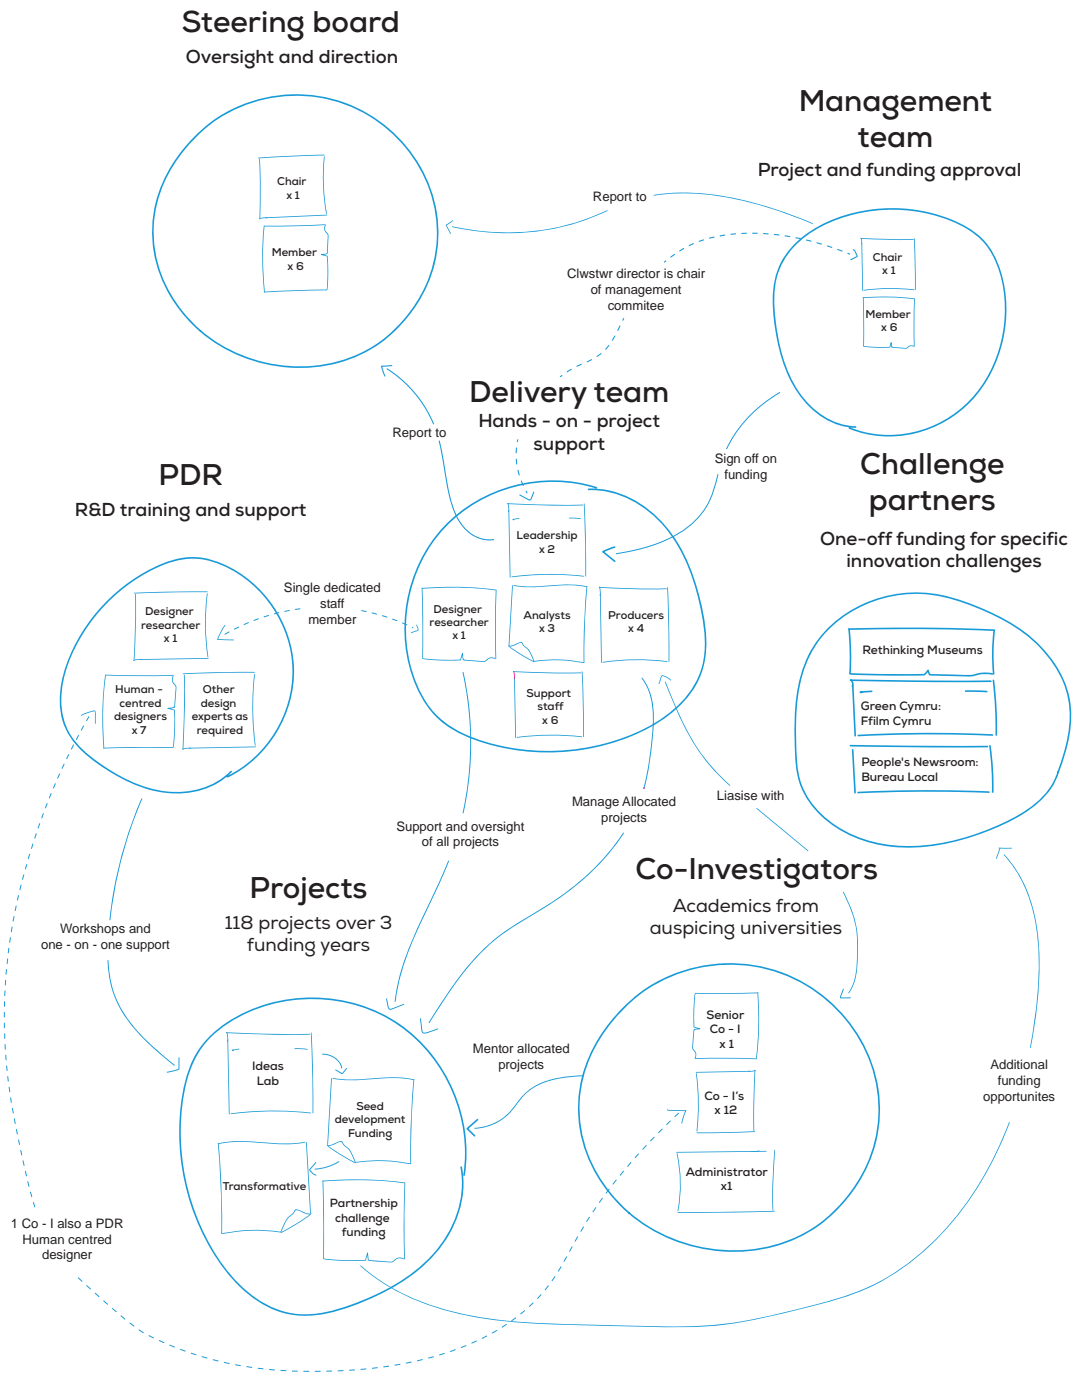 Steering board
Oversight and direction
Chair
x 1
Member
x 6
Management
team
Project and funding approval
Chair
x 1
Member
x 6
Report to
Clwstwr director is chair
of management
commitee
Report to
Delivery team
Hands - on - project
support
Sign off on
funding
Leadership
x 2
Designer
researcher
x 1
Analysts
x 3
Producers
x 4
Support
staff
x 6
PDR
R&D training and support
Designer
researcher
x 1
Human -
centred
designers
x 7
Other
design
experts as
required
Single dedicated
staff
member
Challenge
partners
One-off funding for specific
innovation challenges
Rethinking Museums
Green Cymru:
Ffilm Cymru
People's Newsroom:
Bureau Local
Support and oversight
of all projects
Manage Allocated
projects
Liasise with
Workshops and
one - on - one support
Projects
118 projects over 3
funding years
Ideas
Lab
Seed
development
Funding
Transformative
Partnership
challenge
funding
Co-Investigators
Academics from
auspicing universities
Senior
Co - I
x 1
Co - I's
x 12
Administrator
x1
Mentor allocated
projects
Additional
funding
opportunites
1 Co - I also a PDR
Human centred
designer